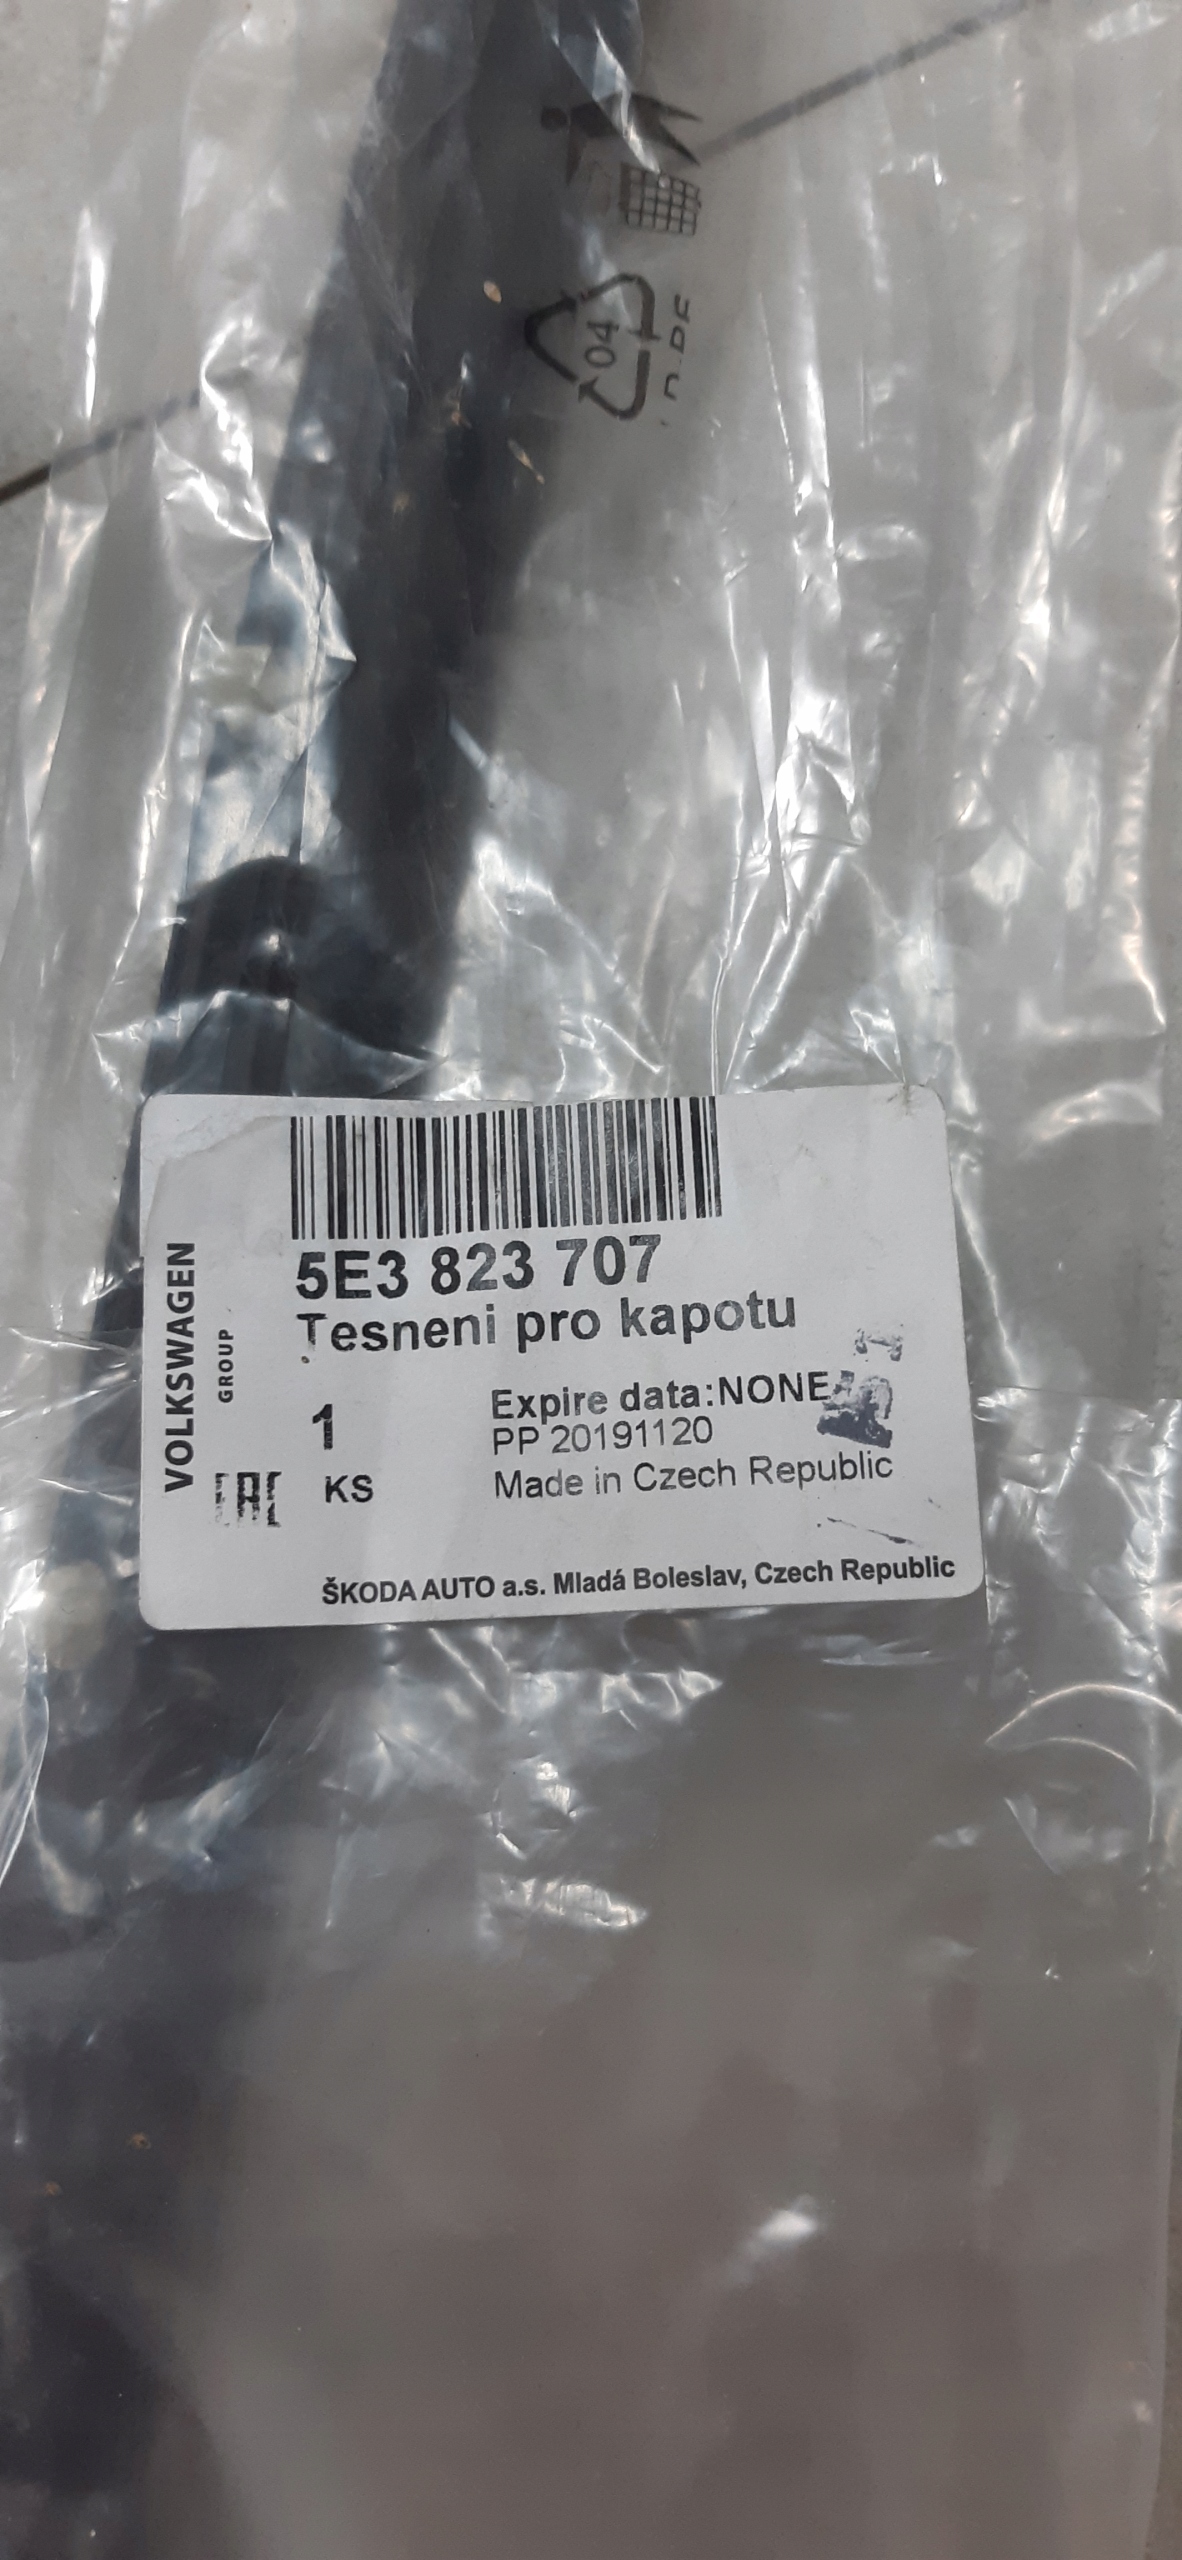 04
VOLKSWAGEN
GROUP
5E3 823 707
Tesneni pro kapotu
1
Expire data:NONE
PP 20191120
KS
Made in Czech Republic
ŠKODA AUTO a.s. Mladá Boleslav, Czech Republic